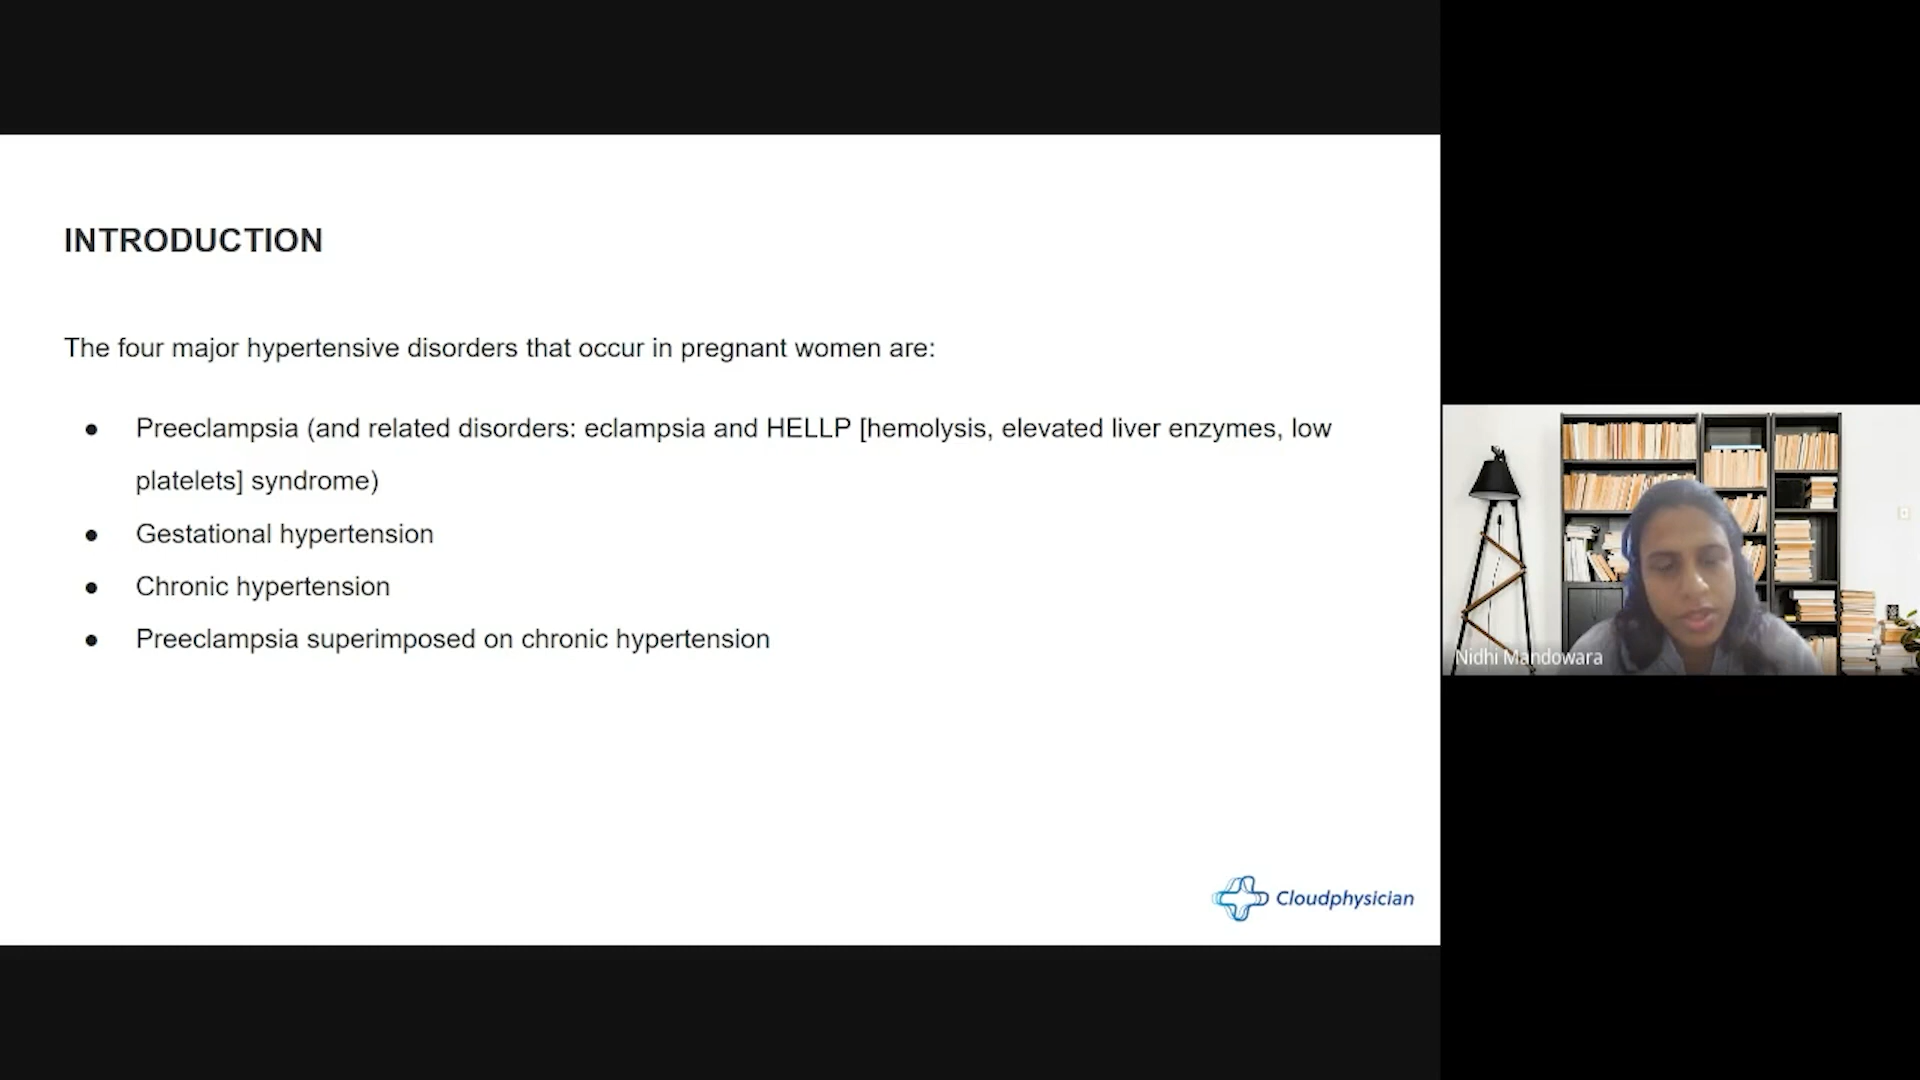 INTRODUCTION
The four major hypertensive disorders that occur in pregnant women are:
● Preeclampsia (and related disorders: eclampsia and HELLP [hemolysis, elevated liver enzymes, low
platelets] syndrome)
● Gestational hypertension
● Chronic hypertension
● Preeclampsia superimposed on chronic hypertension
Cloudphysician
Nidhi Mandowara